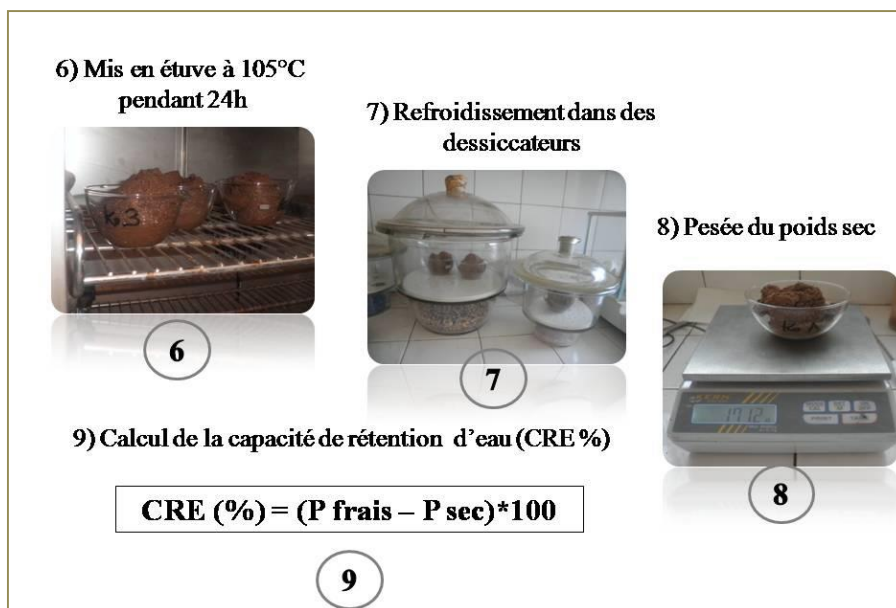 6) Mis en étuve à 105°C
pendant 24h
7) Refroidissement dans des
dessiccateurs
8) Pesée du poids sec
6
7
8
9) Calcul de la capacité de rétention d’eau (CRE %)
CRE (%) = (P frais – P sec)*100
9